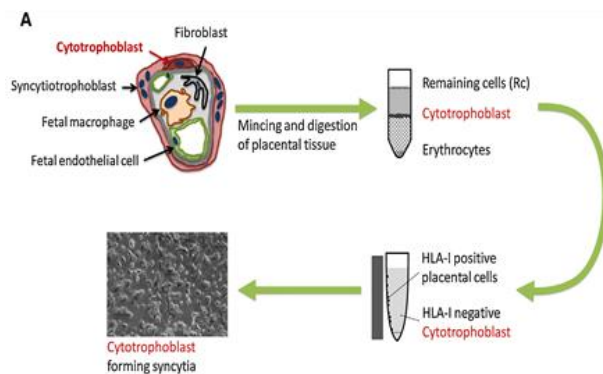 A
Cytotrophoblast
Fibroblast
Syncytiotrophoblast
Fetal macrophage
Fetal endothelial cell
Mincing and digestion
of placental tissue
Remaining cells (Rc)
Cytotrophoblast
Erythrocytes
HLA-I positive
placental cells
HLA-I negative
Cytotrophoblast
Cytotrophoblast
forming syncytia